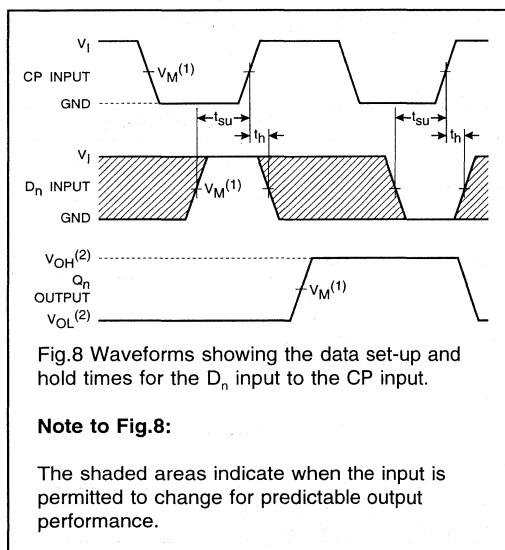 V_I
CP INPUT
V_M(1)
GND
t_su
t_su
t_h
t_h
V_I
D_n INPUT
V_M(1)
GND
V_OH(2)
Q_n
OUTPUT
V_M(1)
V_OL(2)
Fig.8 Waveforms showing the data set-up and
hold times for the D_n input to the CP input.
Note to Fig.8:
The shaded areas indicate when the input is
permitted to change for predictable output
performance.